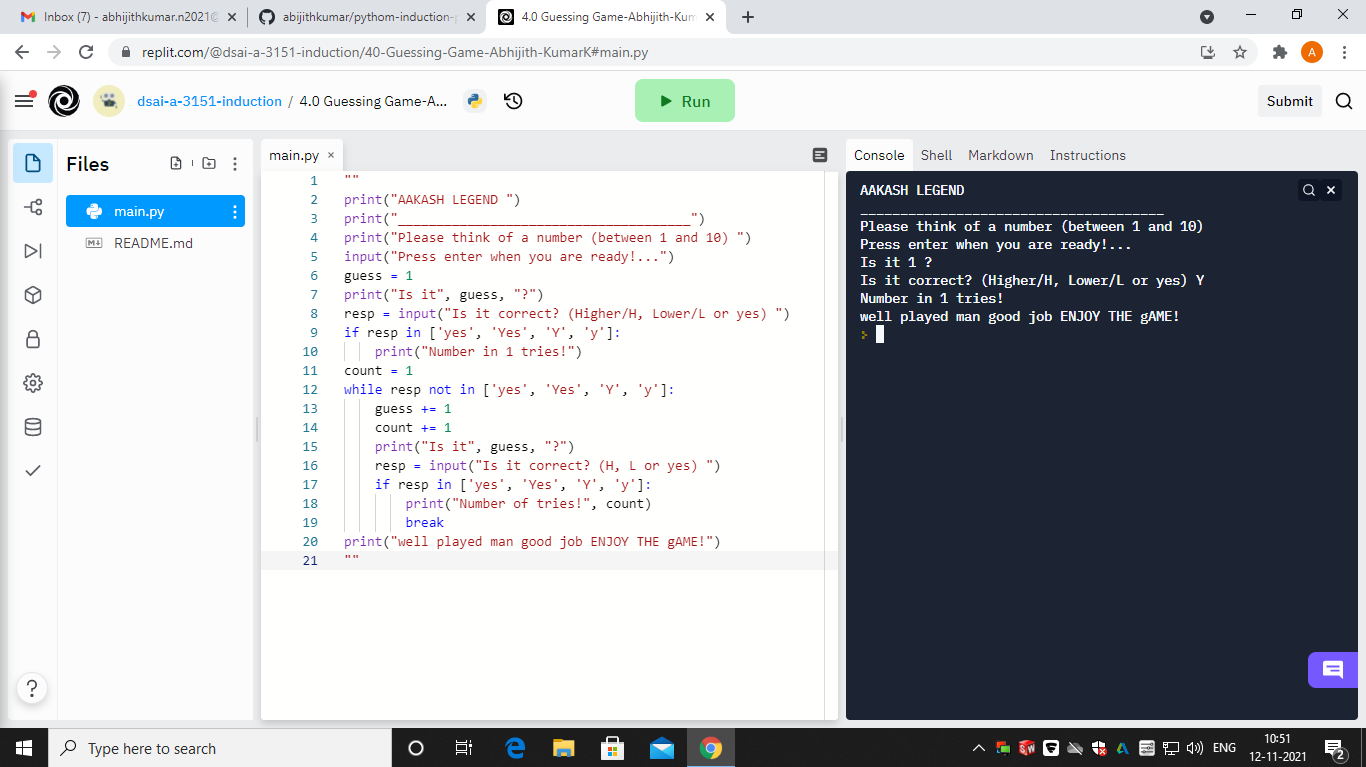 Inbox (7) - abhijithkumar.n2021@
abijithkumar/pythom-induction-p
4.0 Guessing Game-Abhijith-Kum
replit.com/@dsai-a-3151-induction/40-Guessing-Game-Abhijith-KumarK#main.py
A
dsai-a-3151-induction / 4.0 Guessing Game-A...
Run
Submit
Files
main.py
README.md
main.py
1 ""
2 print("AAKASH LEGEND ")
3 print("______________________________________")
4 print("Please think of a number (between 1 and 10) ")
5 input("Press enter when you are ready!...")
6 guess = 1
7 print("Is it", guess, "?")
8 resp = input("Is it correct? (Higher/H, Lower/L or yes) ")
9 if resp in ['yes', 'Yes', 'Y', 'y']:
10 print("Number in 1 tries!")
11 count = 1
12 while resp not in ['yes', 'Yes', 'Y', 'y']:
13 guess += 1
14 count += 1
15 print("Is it", guess, "?")
16 resp = input("Is it correct? (H, L or yes) ")
17 if resp in ['yes', 'Yes', 'Y', 'y']:
18 print("Number of tries!", count)
19 break
20 print("well played man good job ENJOY THE gAME!")
21 ""
Console Shell Markdown Instructions
AAKASH LEGEND
______________________________________
Please think of a number (between 1 and 10)
Press enter when you are ready!...
Is it 1 ?
Is it correct? (Higher/H, Lower/L or yes) Y
Number in 1 tries!
well played man good job ENJOY THE gAME!
?
Type here to search
ENG
10:51
12-11-2021
2